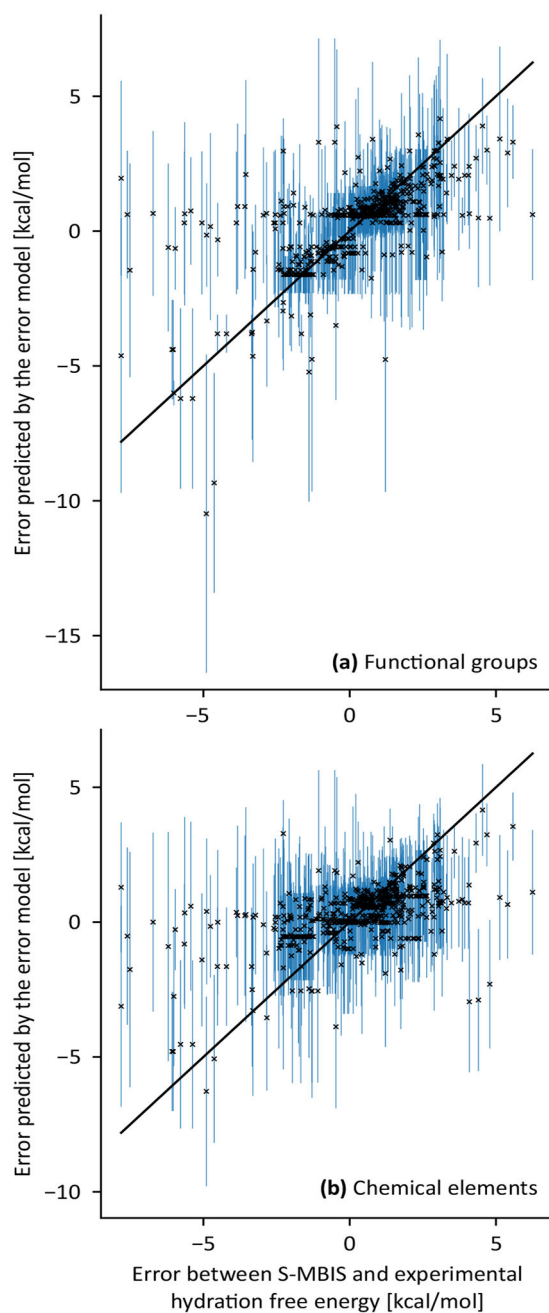 Error predicted by the error model [kcal/mol]
5
0
−5
−10
−15
(a) Functional groups
−5
0
5
Error predicted by the error model [kcal/mol]
5
0
−5
−10
(b) Chemical elements
−5
0
5
Error between S-MBIS and experimental
hydration free energy [kcal/mol]